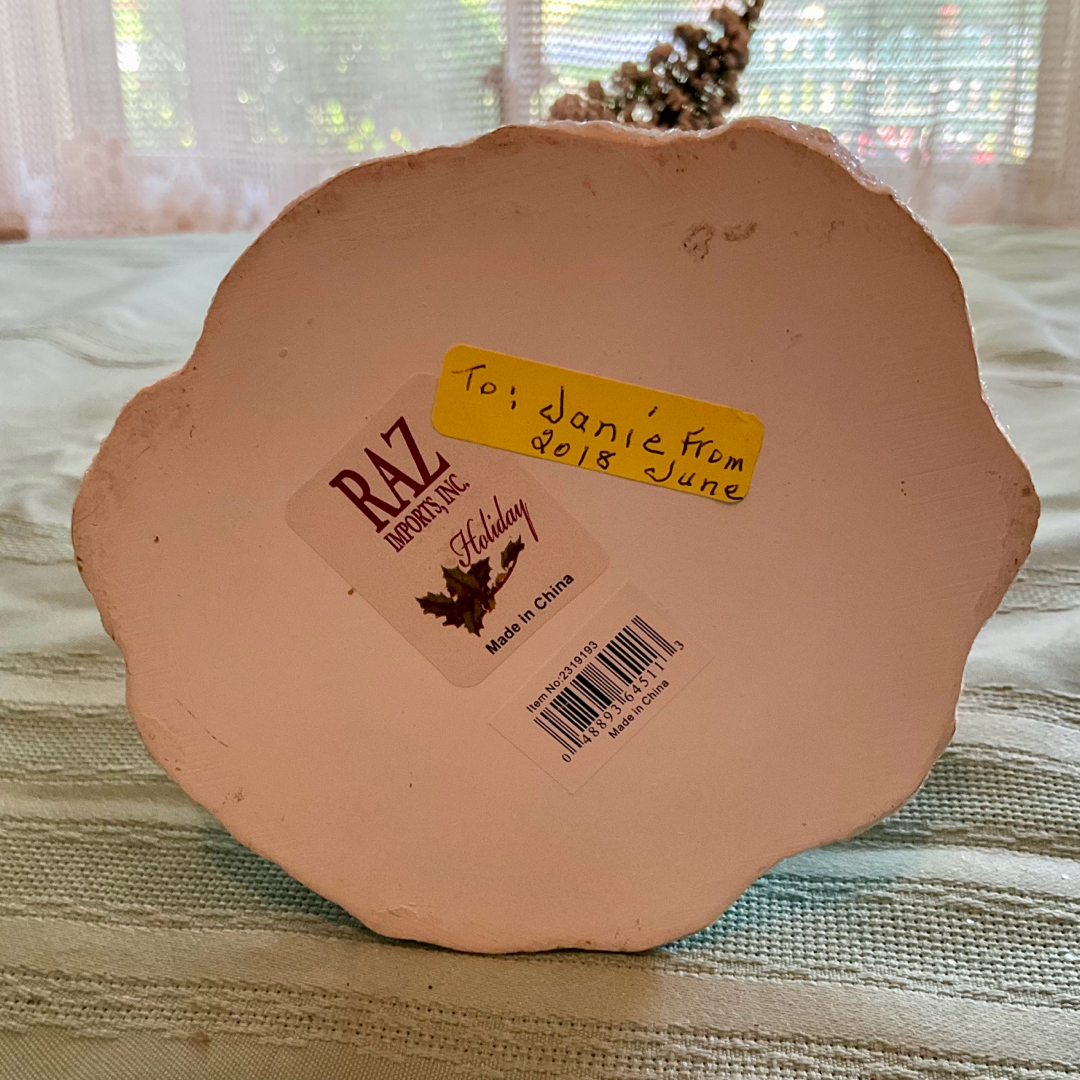 To: Janie From
2018 June
RAZ
IMPORTS, INC.
Holiday
Made in China
Item No:2319193
0 48893 64511 3
Made in China